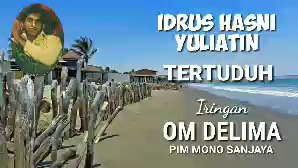 IDRUS HASNI
YULIATIN
TERTUDUH
Iringan
OM DELIMA
PIM MONO SANJAYA